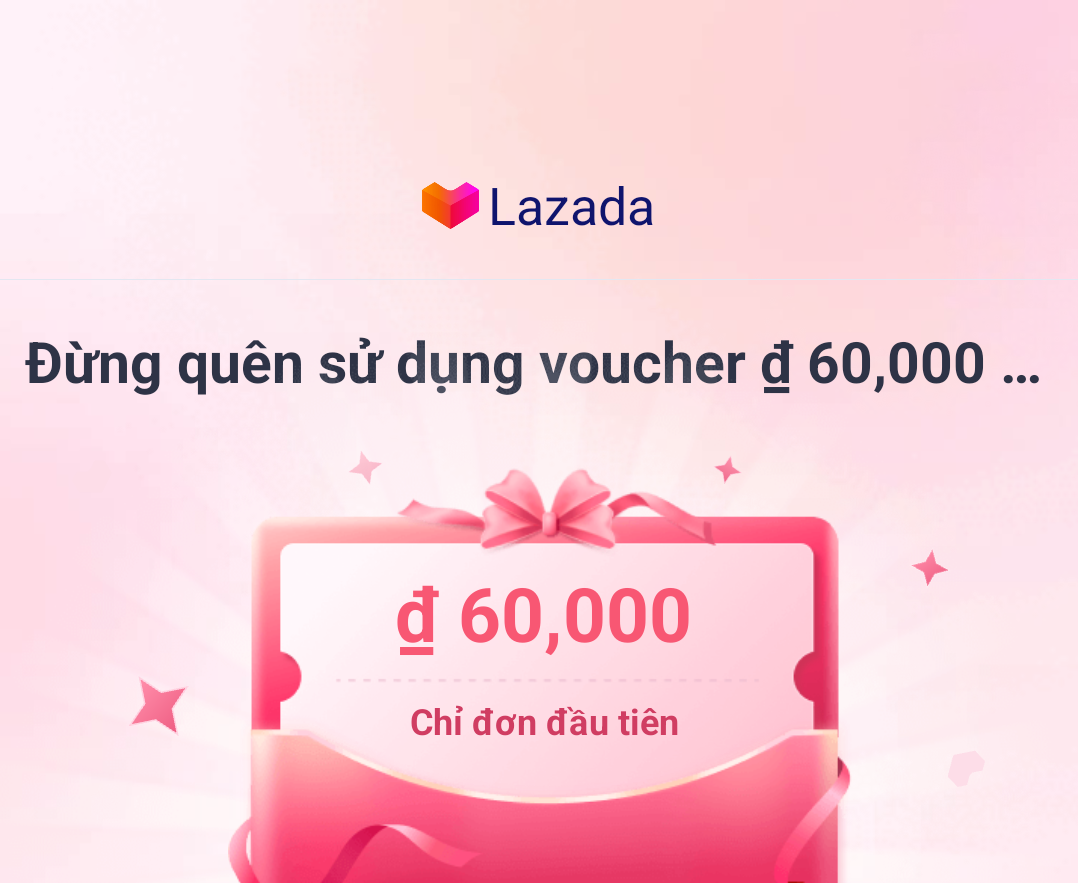 Lazada
Đừng quên sử dụng voucher ₫ 60,000 ...
₫ 60,000
Chỉ đơn đầu tiên